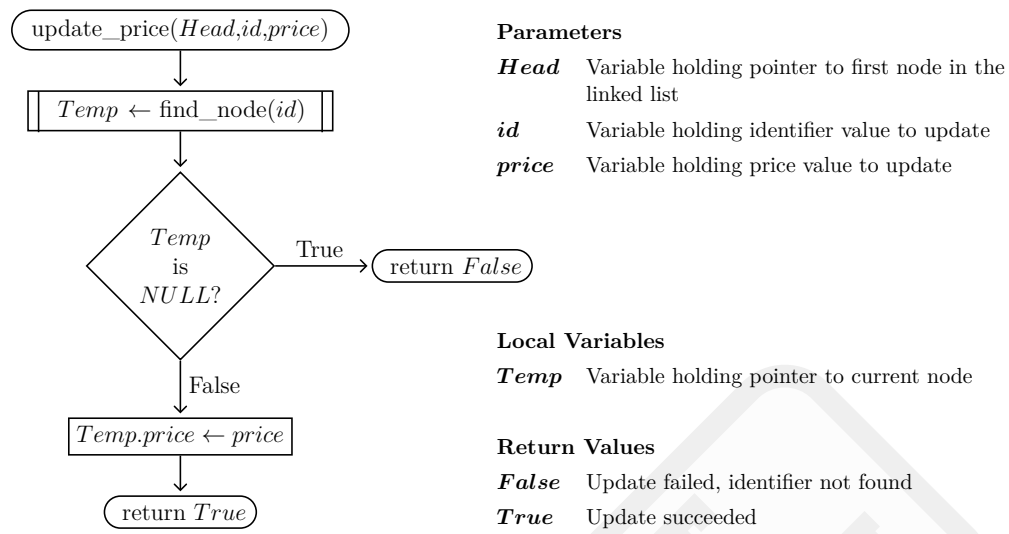 update_price(Head,id,price)
Temp ← find_node(id)
Temp
is
NULL?
True
return False
False
Temp.price ← price
return True
Parameters
Head Variable holding pointer to first node in the
linked list
id Variable holding identifier value to update
price Variable holding price value to update
Local Variables
Temp Variable holding pointer to current node
Return Values
False Update failed, identifier not found
True Update succeeded